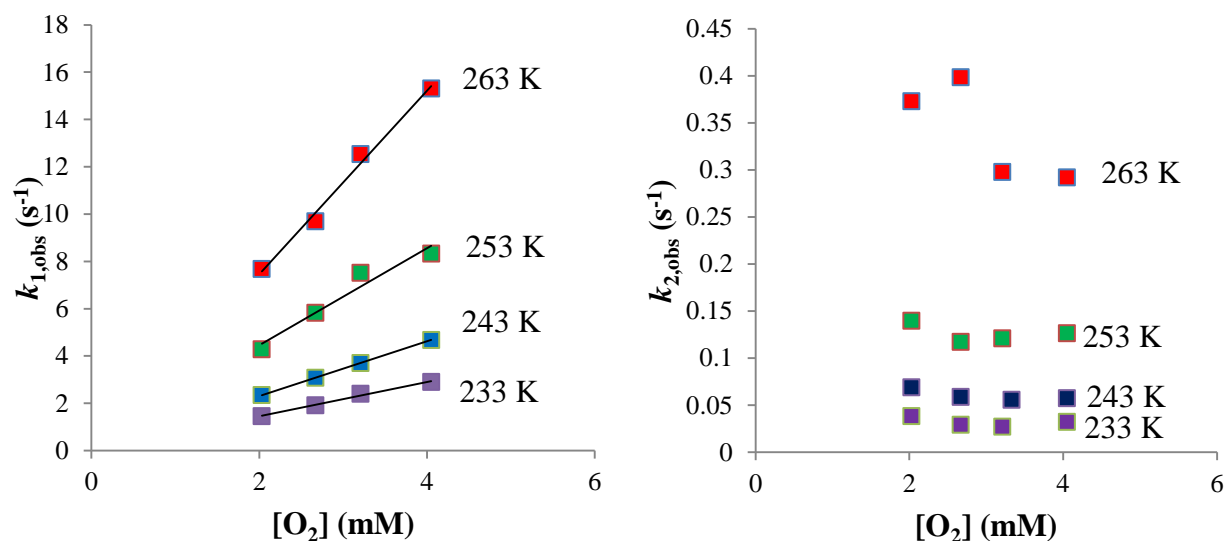 18
16
14
12
10
8
6
4
2
0
k1,obs (s-1)
263 K
253 K
243 K
233 K
0 2 4 6
[O2] (mM)
0.45
0.4
0.35
0.3
0.25
0.2
0.15
0.1
0.05
0
k2,obs (s-1)
263 K
253 K
243 K
233 K
0 2 4 6
[O2] (mM)